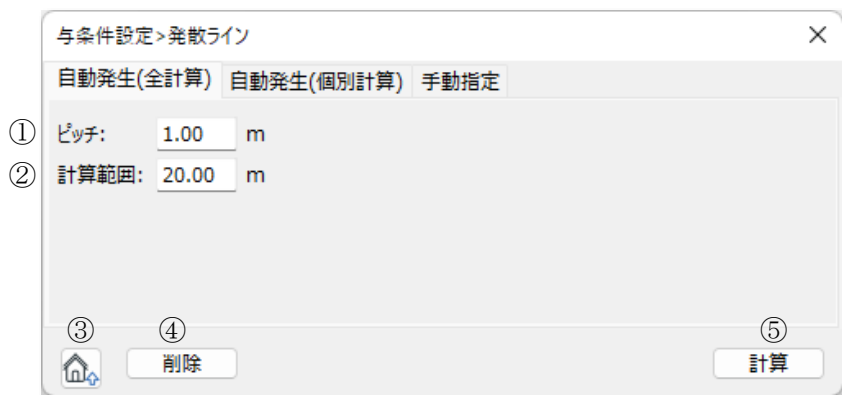 与条件設定>発散ライン
自動発生(全計算) 自動発生(個別計算) 手動指定
① ピッチ: 1.00 m
② 計算範囲: 20.00 m
③ ④ ⑤
削除 計算